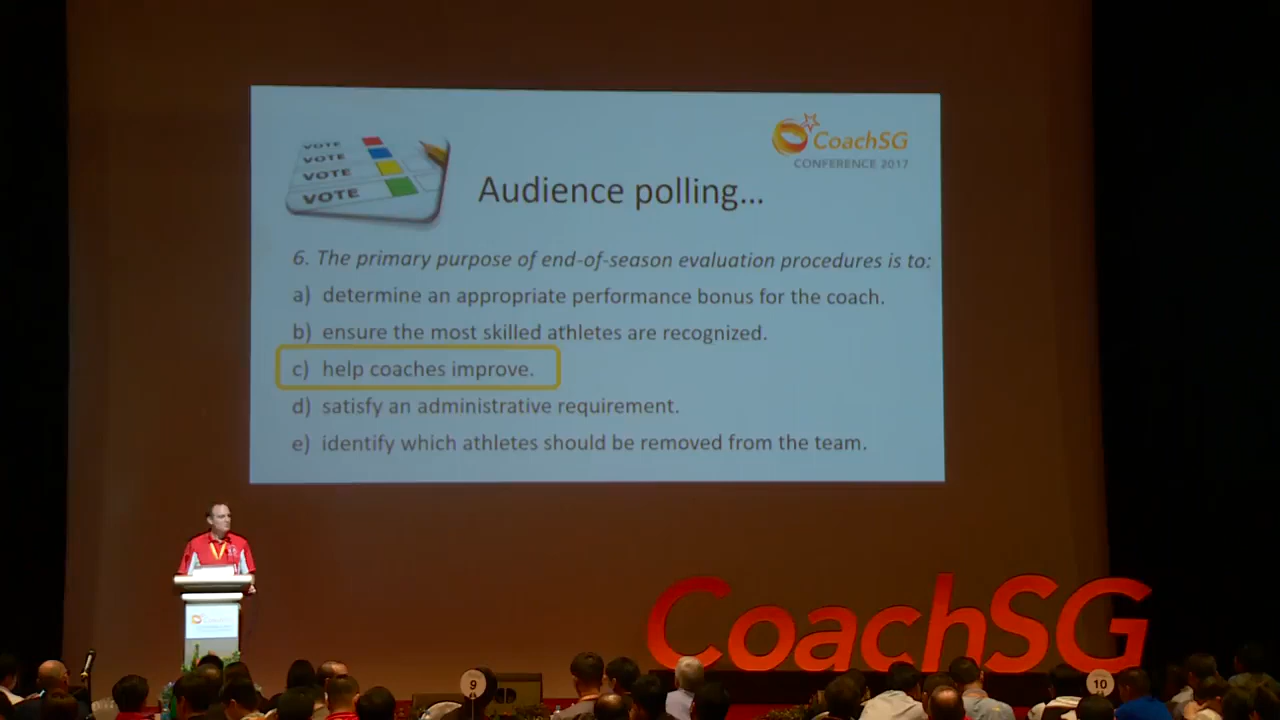 VOTE
VOTE
VOTE
VOTE
CoachSG
CONFERENCE 2017
Audience polling...
6. The primary purpose of end-of-season evaluation procedures is to:
a) determine an appropriate performance bonus for the coach.
b) ensure the most skilled athletes are recognized.
c) help coaches improve.
d) satisfy an administrative requirement.
e) identify which athletes should be removed from the team.
CoachSG
CoachSG
9
10